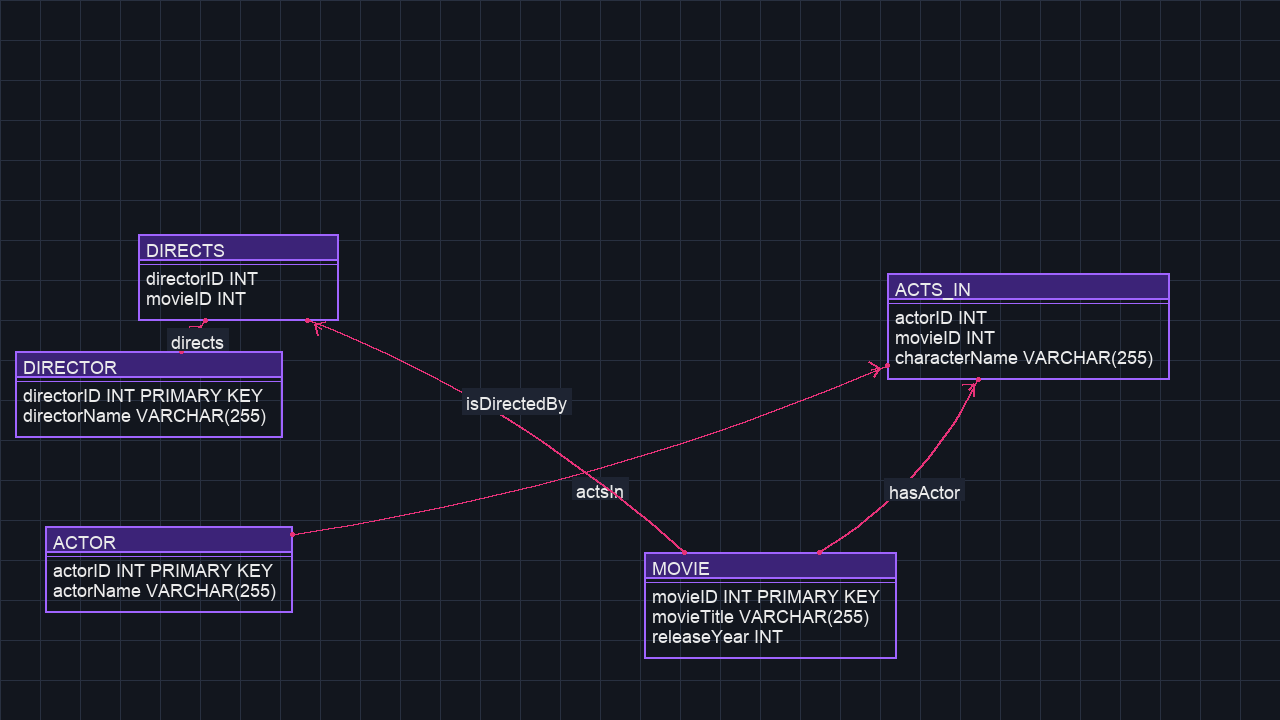 DIRECTS
directorID INT
movieID INT
directs
DIRECTOR
directorID INT PRIMARY KEY
directorName VARCHAR(255)
ACTS_IN
actorID INT
movieID INT
characterName VARCHAR(255)
isDirectedBy
actsIn
hasActor
ACTOR
actorID INT PRIMARY KEY
actorName VARCHAR(255)
MOVIE
movieID INT PRIMARY KEY
movieTitle VARCHAR(255)
releaseYear INT